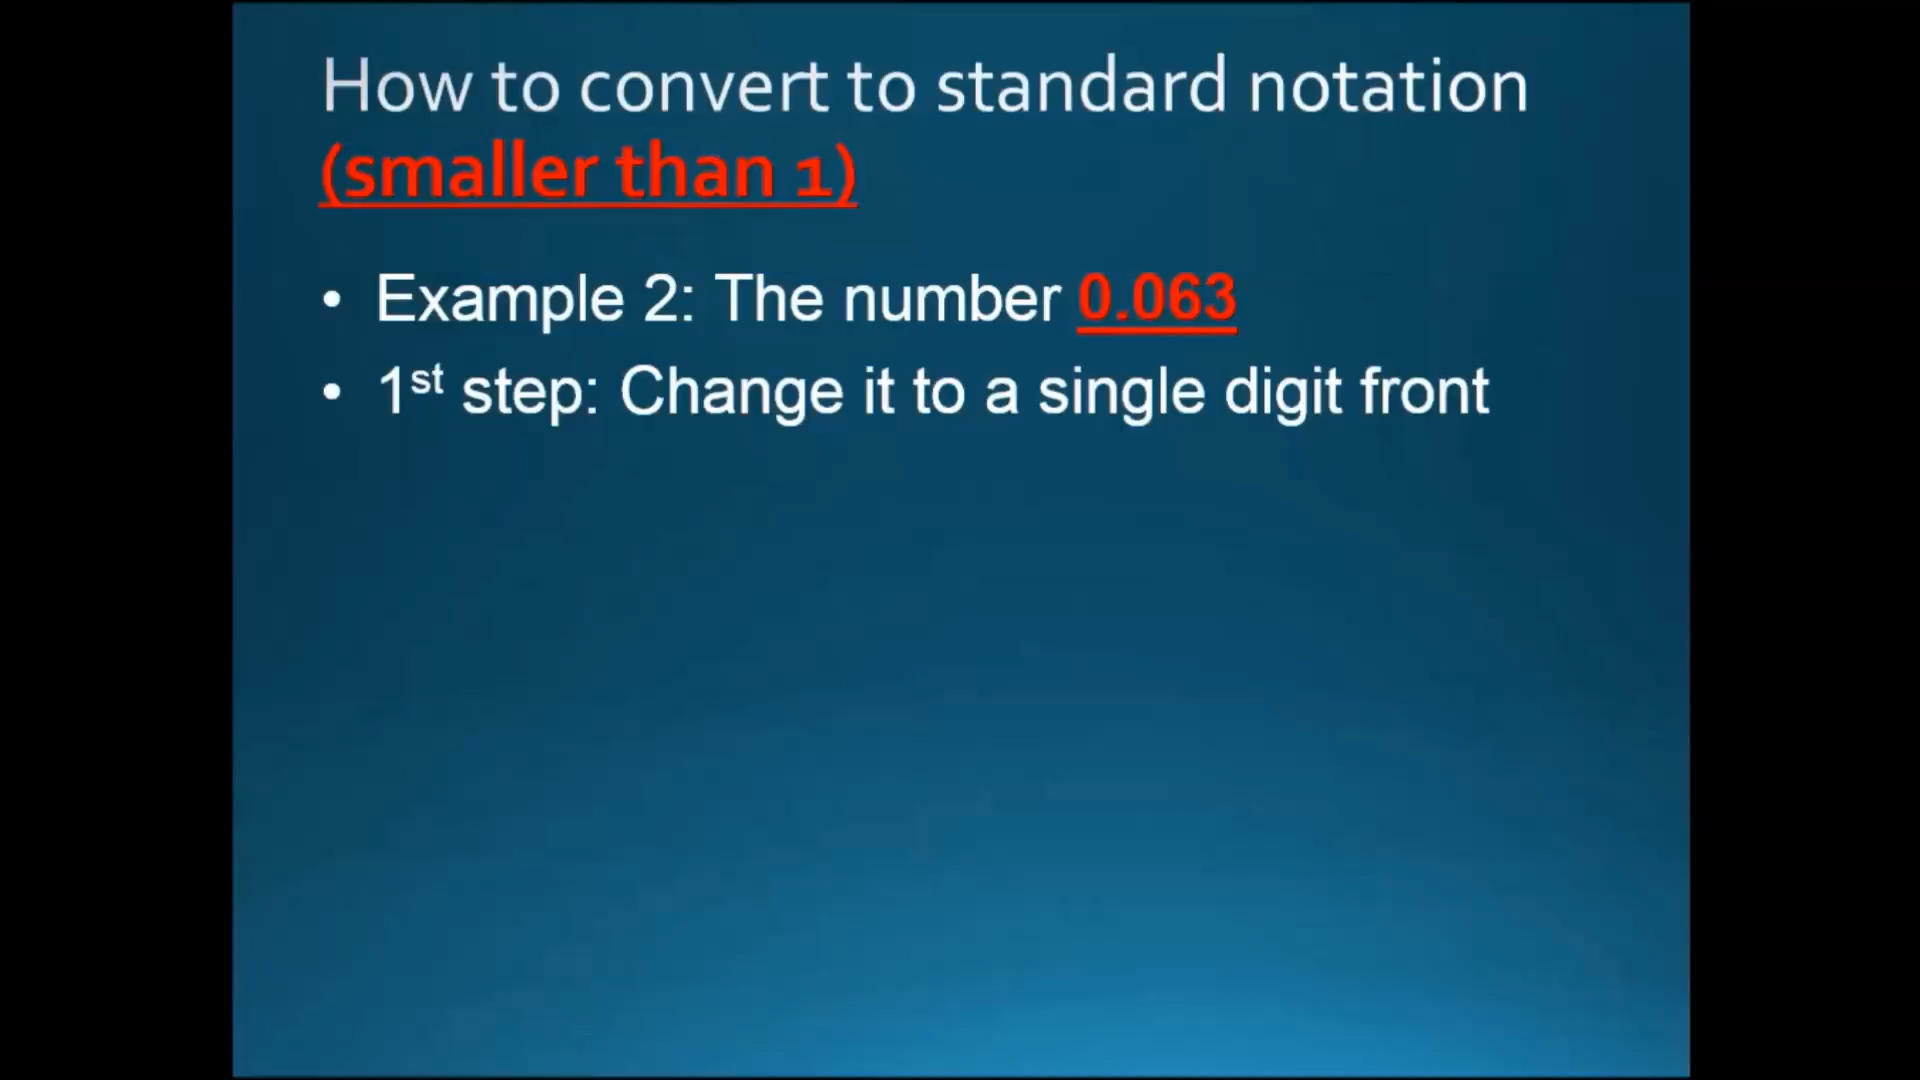 How to convert to standard notation
(smaller than 1)
• Example 2: The number 0.063
• 1st step: Change it to a single digit front